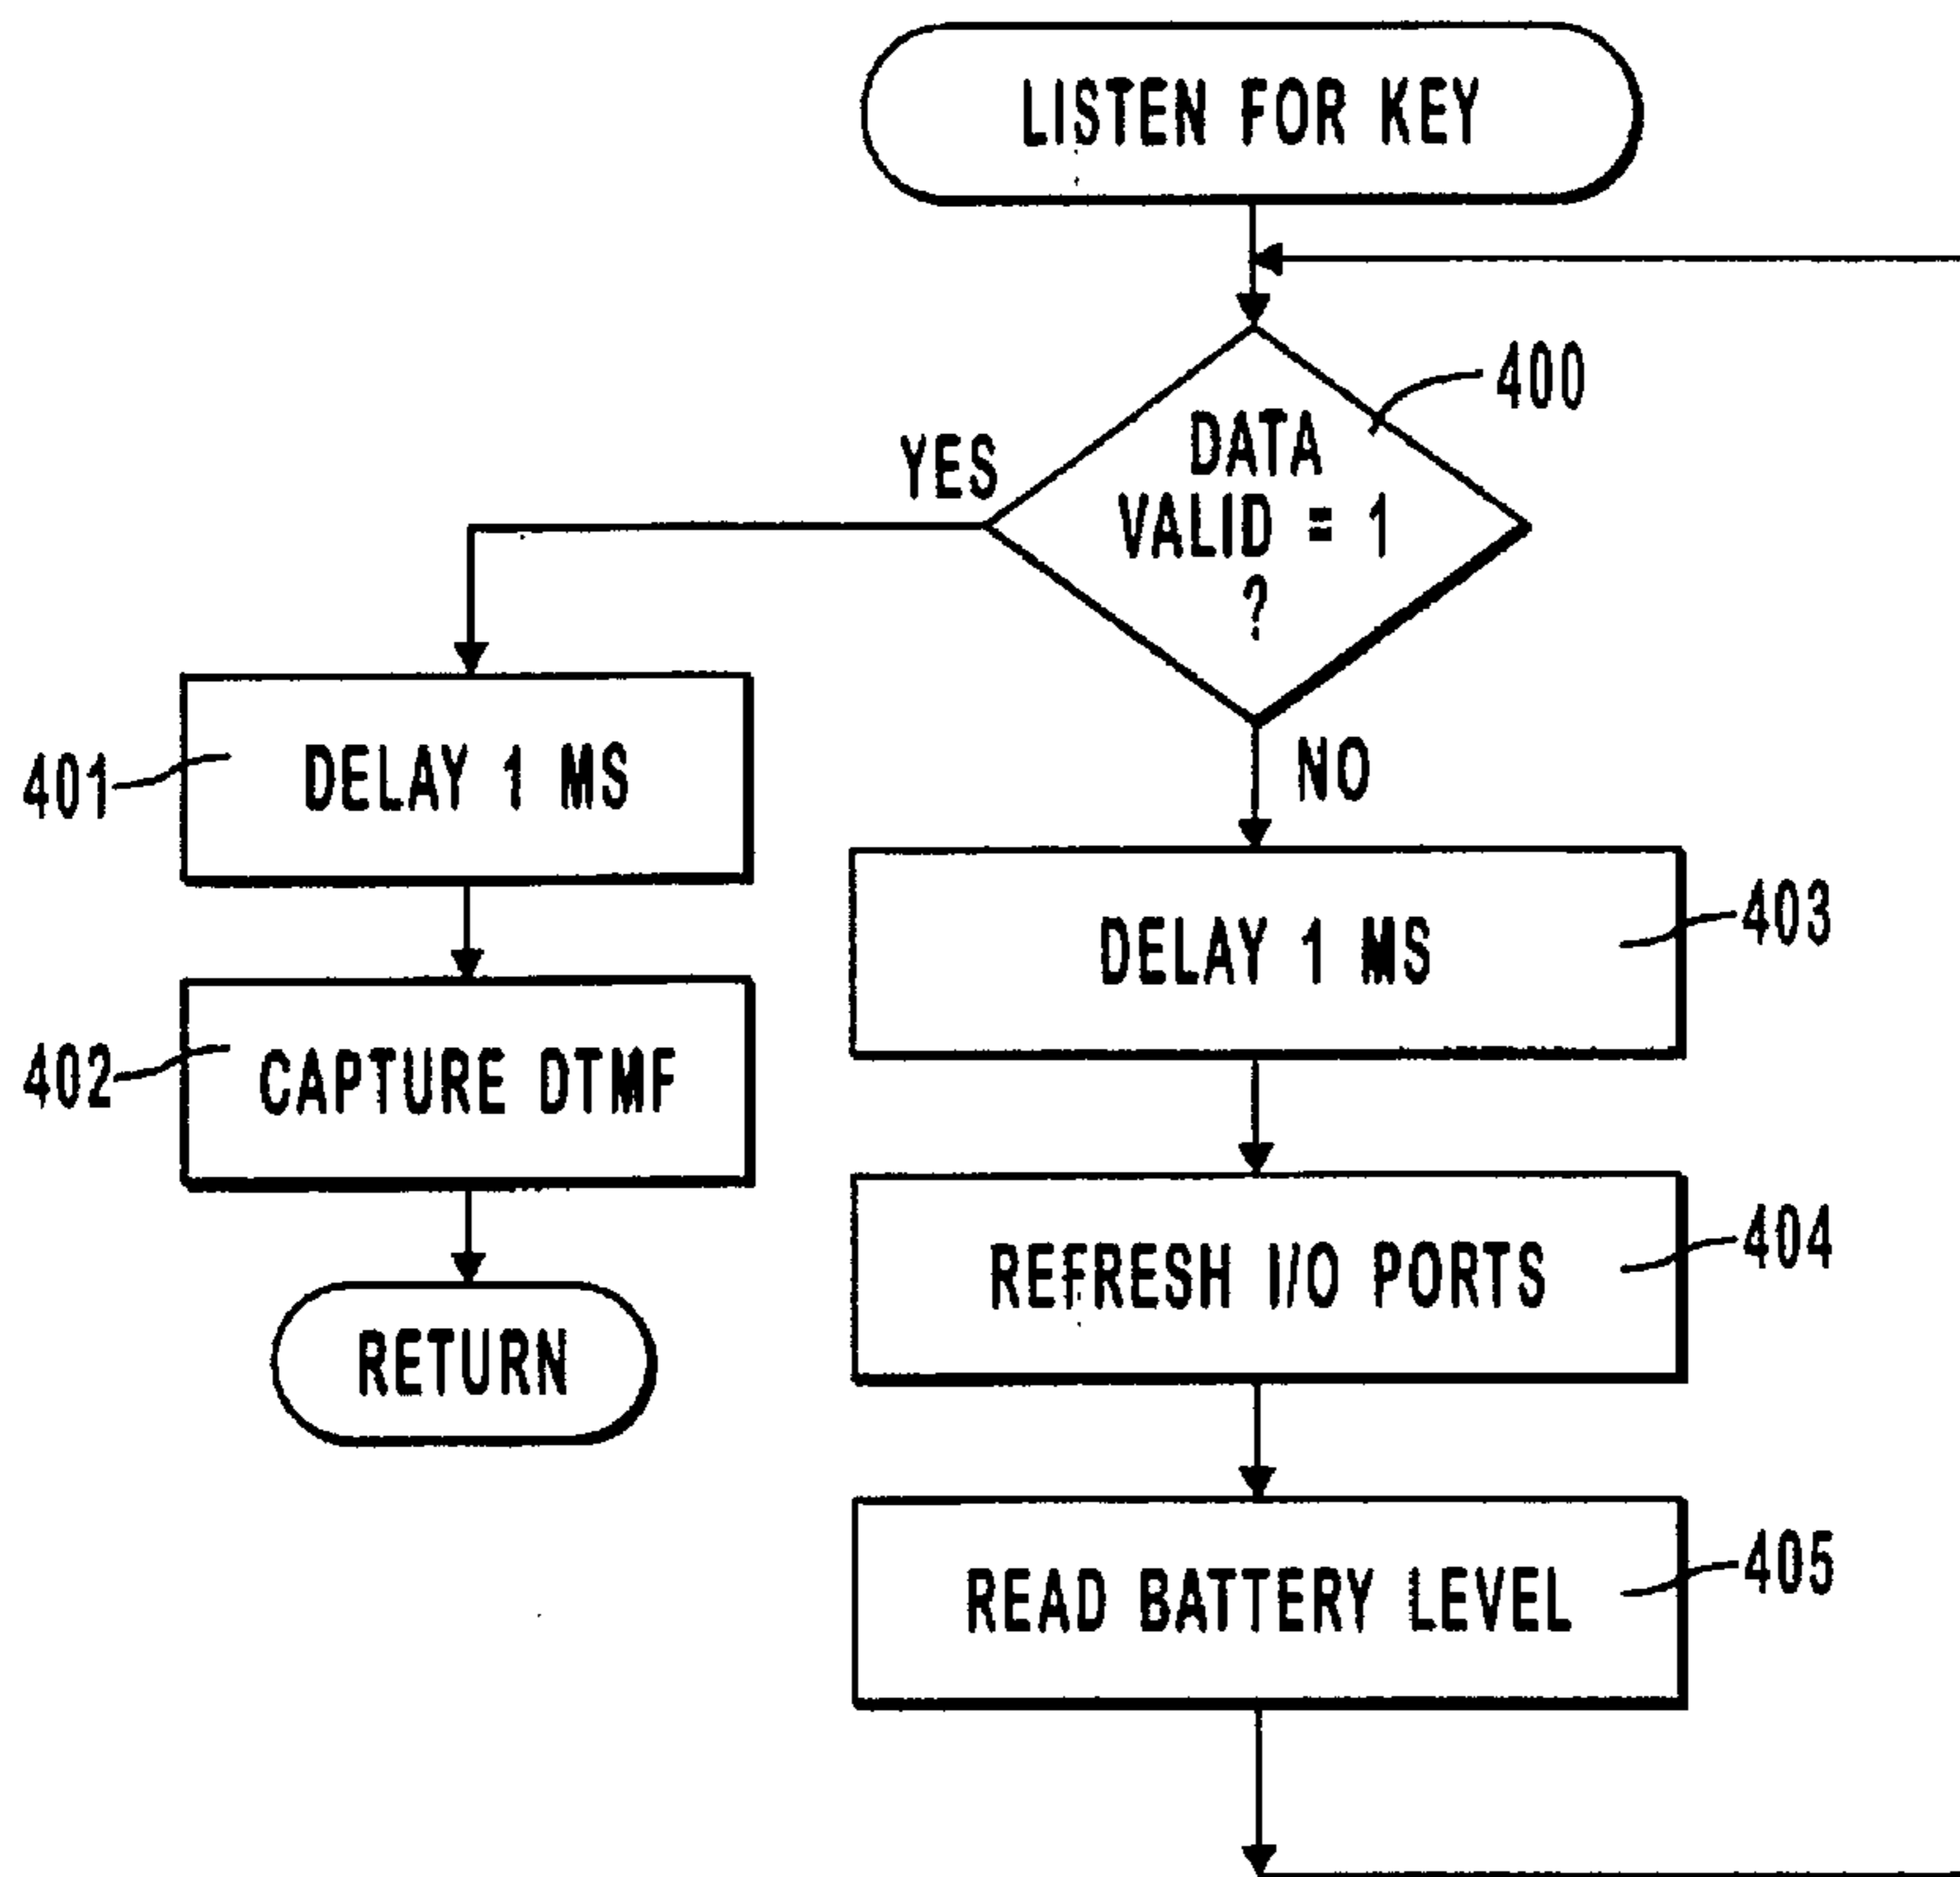 LISTEN FOR KEY
400
DATA
VALID = 1
?
YES
NO
401
DELAY 1 MS
402
CAPTURE DTMF
RETURN
DELAY 1 MS
403
REFRESH I/O PORTS
404
READ BATTERY LEVEL
405